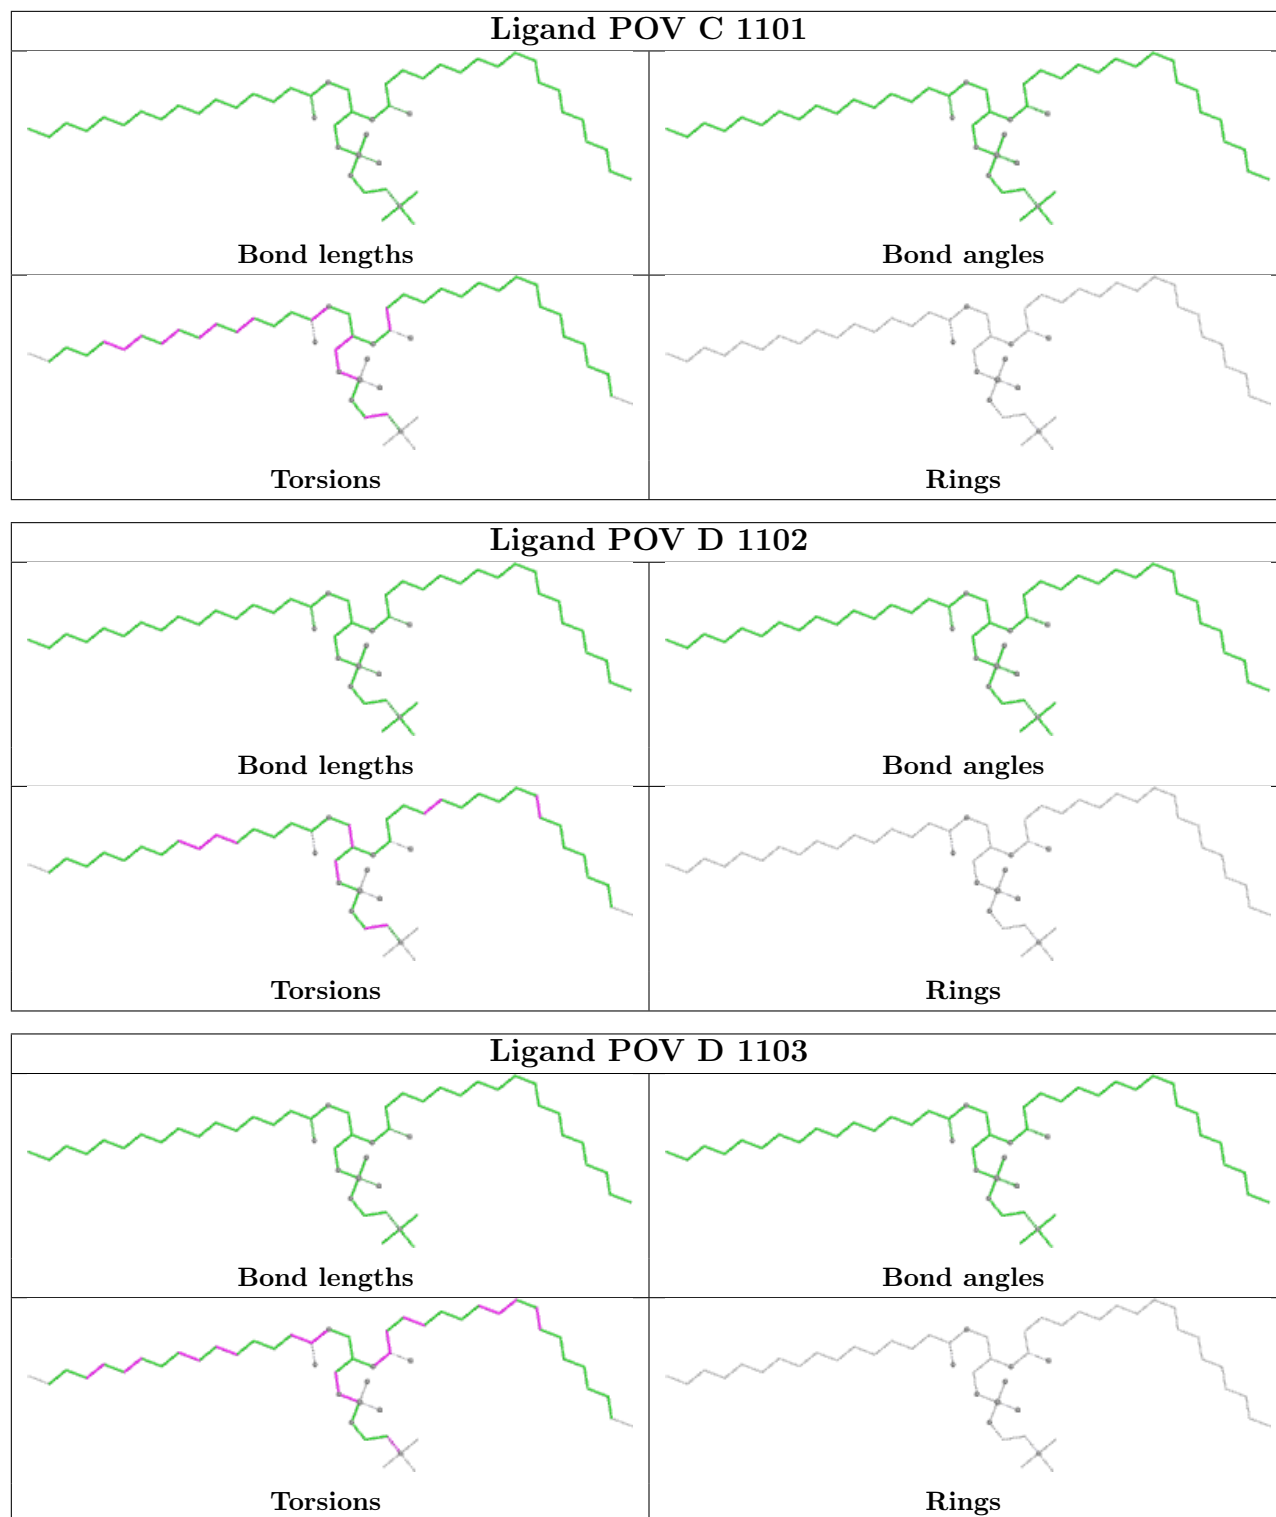 Ligand POV C 1101
Bond lengths
Bond angles
Torsions
Rings
Ligand POV D 1102
Bond lengths
Bond angles
Torsions
Rings
Ligand POV D 1103
Bond lengths
Bond angles
Torsions
Rings